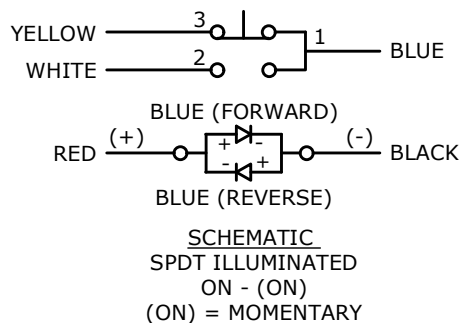 YELLOW 3
1
BLUE
WHITE 2
BLUE (FORWARD)
+ -
RED (+) (-) BLACK
- +
BLUE (REVERSE)
SCHEMATIC
SPDT ILLUMINATED
ON - (ON)
(ON) = MOMENTARY